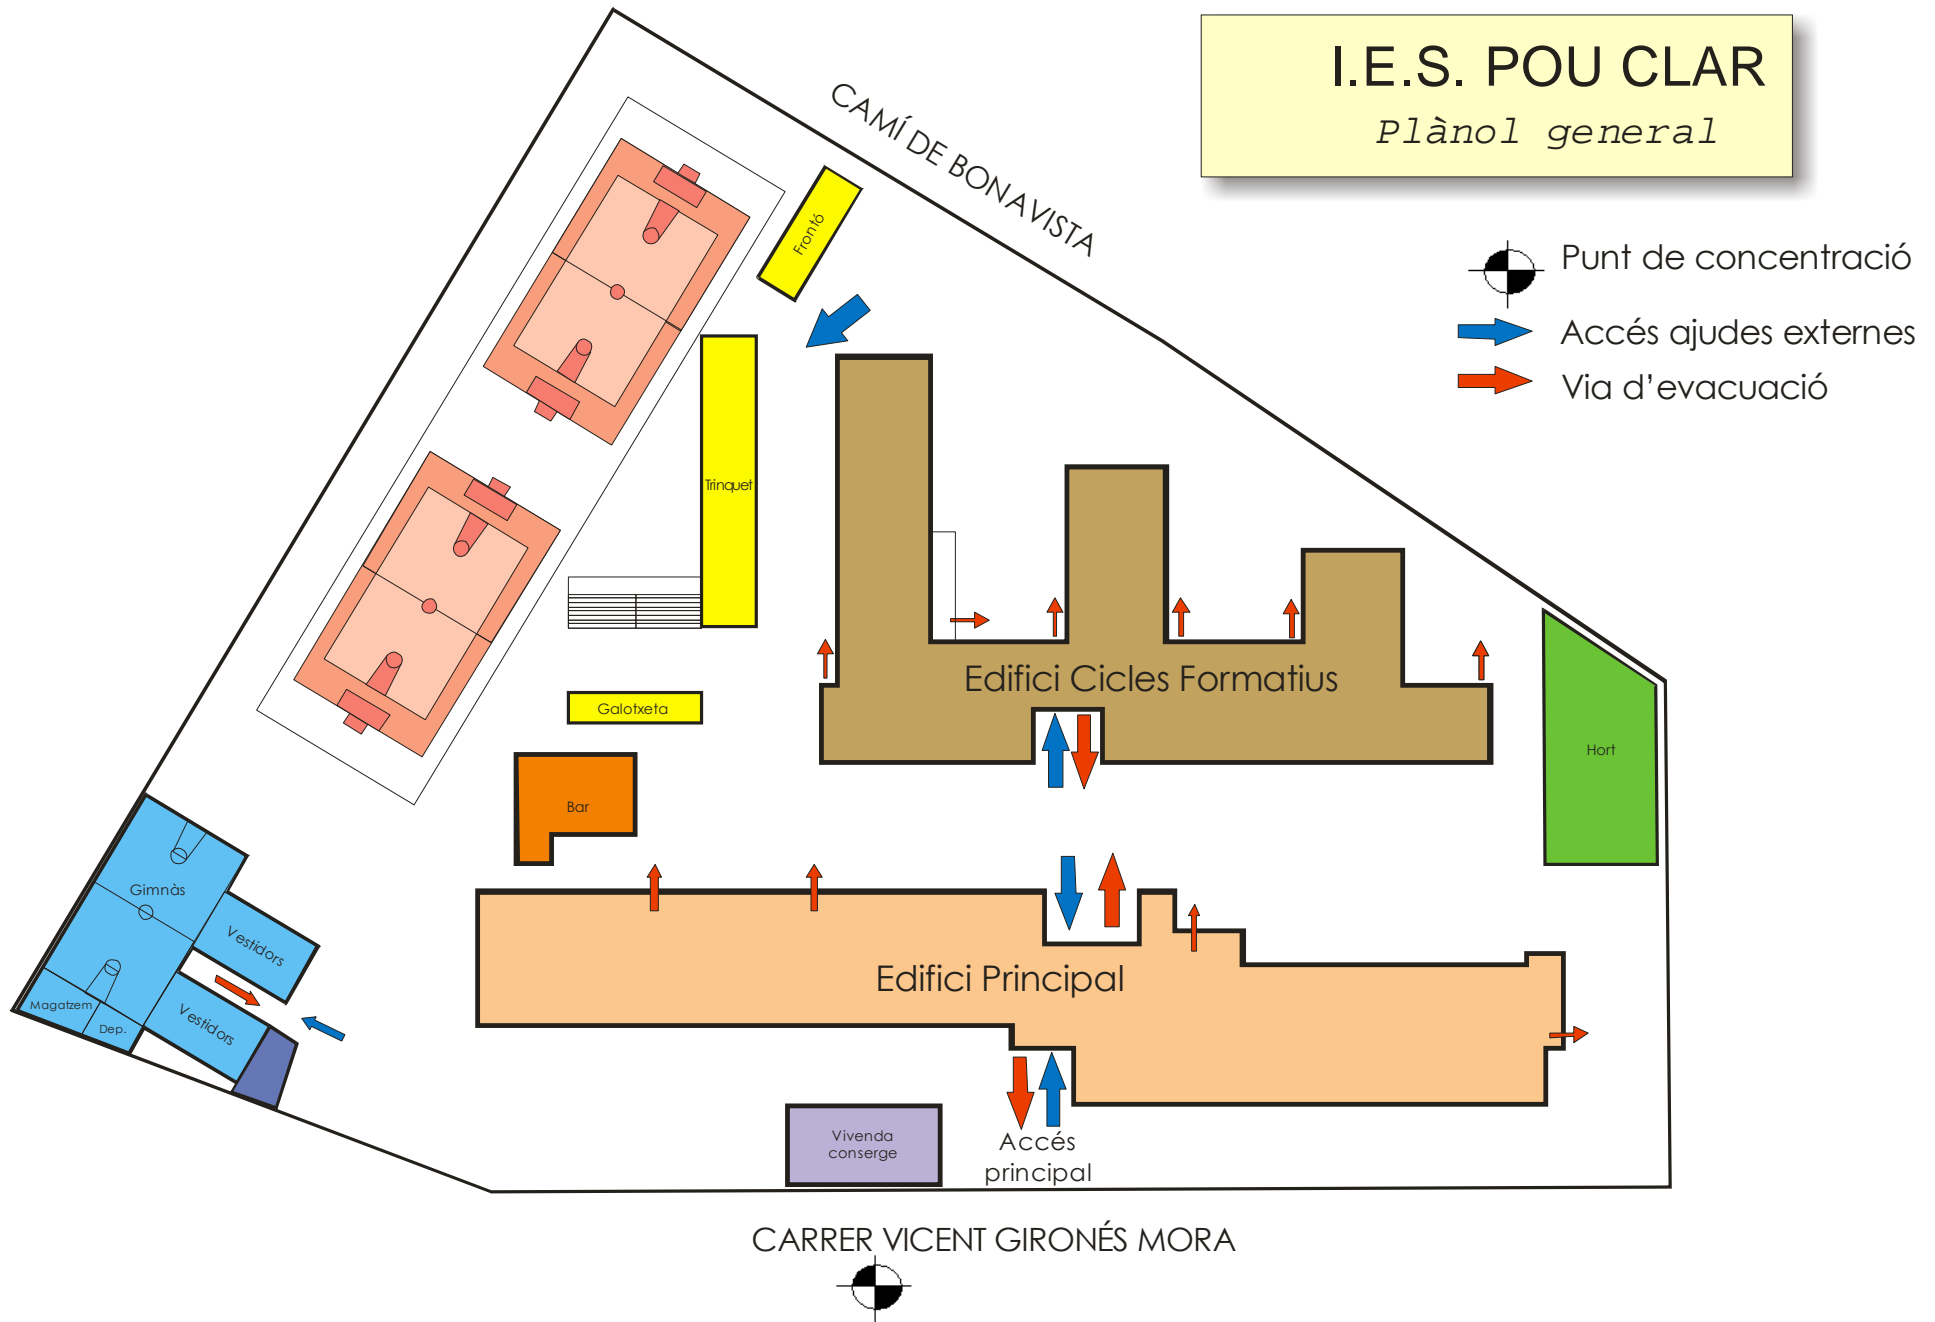 I.E.S. POU CLAR
Plànol general
CAMÍ DE BONAVISTA
Punt de concentració
Accés ajudes externes
Via d’evacuació
Frontó
Trinquet
Edifici Cicles Formatius
Galotxeta
Hort
Bar
Gimnàs
Vestidors
Edifici Principal
Magatzem
Dep.
Vestidors
Vivenda
conserge
Accés
principal
CARRER VICENT GIRONÉS MORA